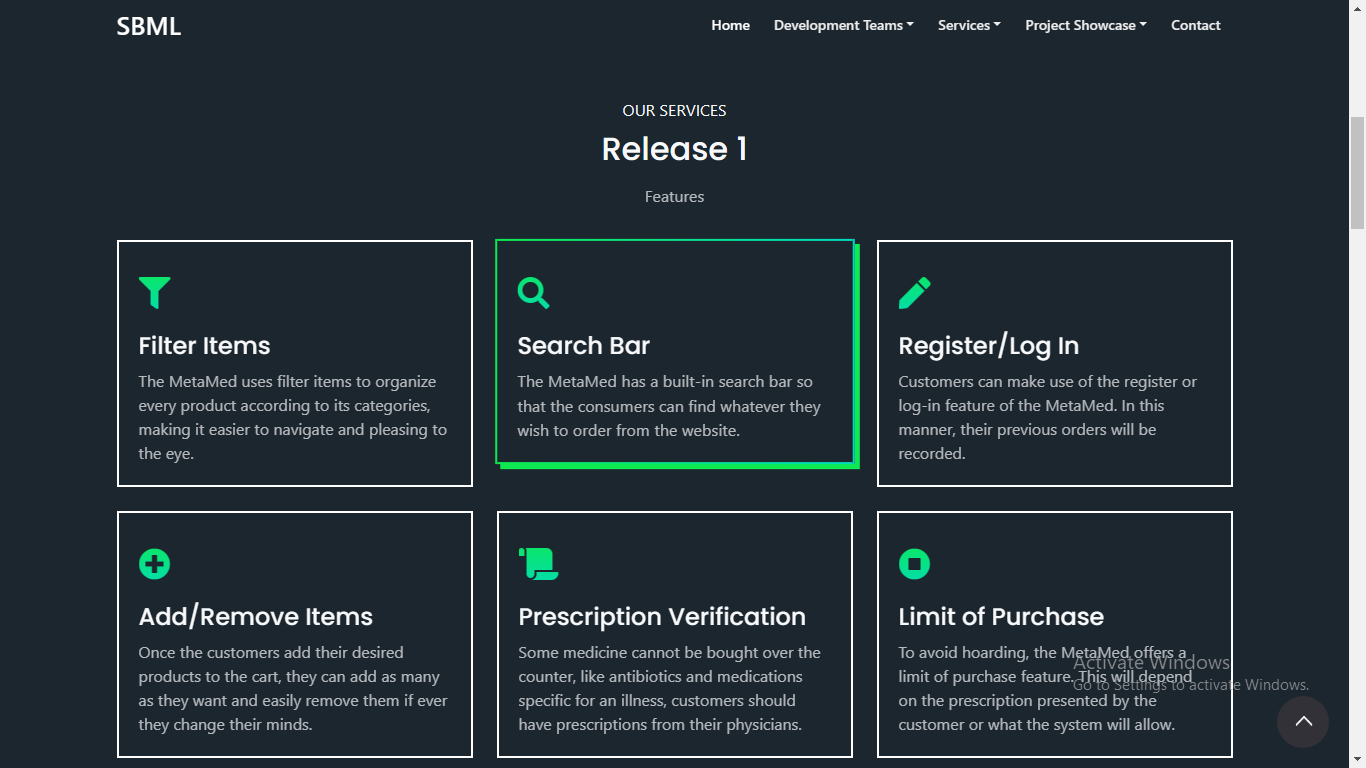 SBML
Home Development Teams Services Project Showcase Contact
OUR SERVICES
Release 1
Features
Filter Items
The MetaMed uses filter items to organize
every product according to its categories,
making it easier to navigate and pleasing to
the eye.
Search Bar
The MetaMed has a built-in search bar so
that the consumers can find whatever they
wish to order from the website.
Register/Log In
Customers can make use of the register or
log-in feature of the MetaMed. In this
manner, their previous orders will be
recorded.
Add/Remove Items
Once the customers add their desired
products to the cart, they can add as many
as they want and easily remove them if ever
they change their minds.
Prescription Verification
Some medicine cannot be bought over the
counter, like antibiotics and medications
specific for an illness, customers should
have prescriptions from their physicians.
Limit of Purchase
To avoid hoarding, the MetaMed offers a
limit of purchase feature. This will depend
on the prescription presented by the
customer or what the system will allow.
Activate Windows
Go to Settings to activate Windows.